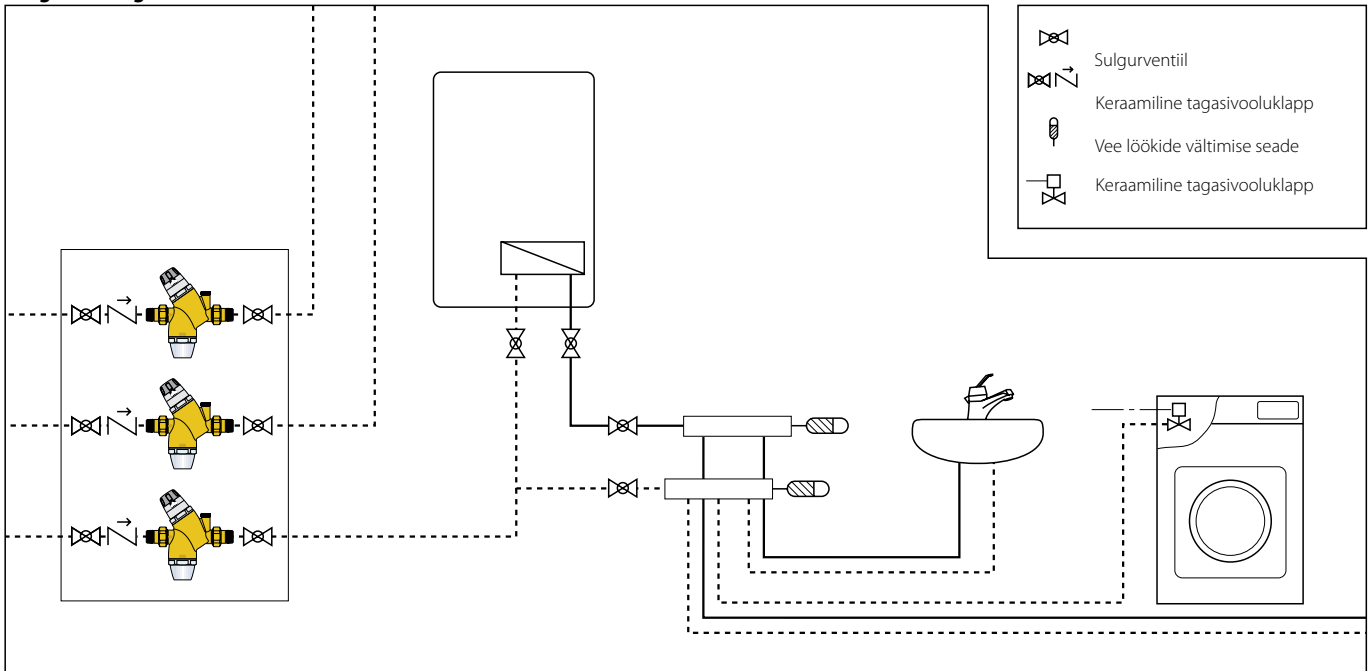 Sulgurventiil
Keraamiline tagasivooluklapp
Vee löökide vältimise seade
Keraamiline tagasivooluklapp